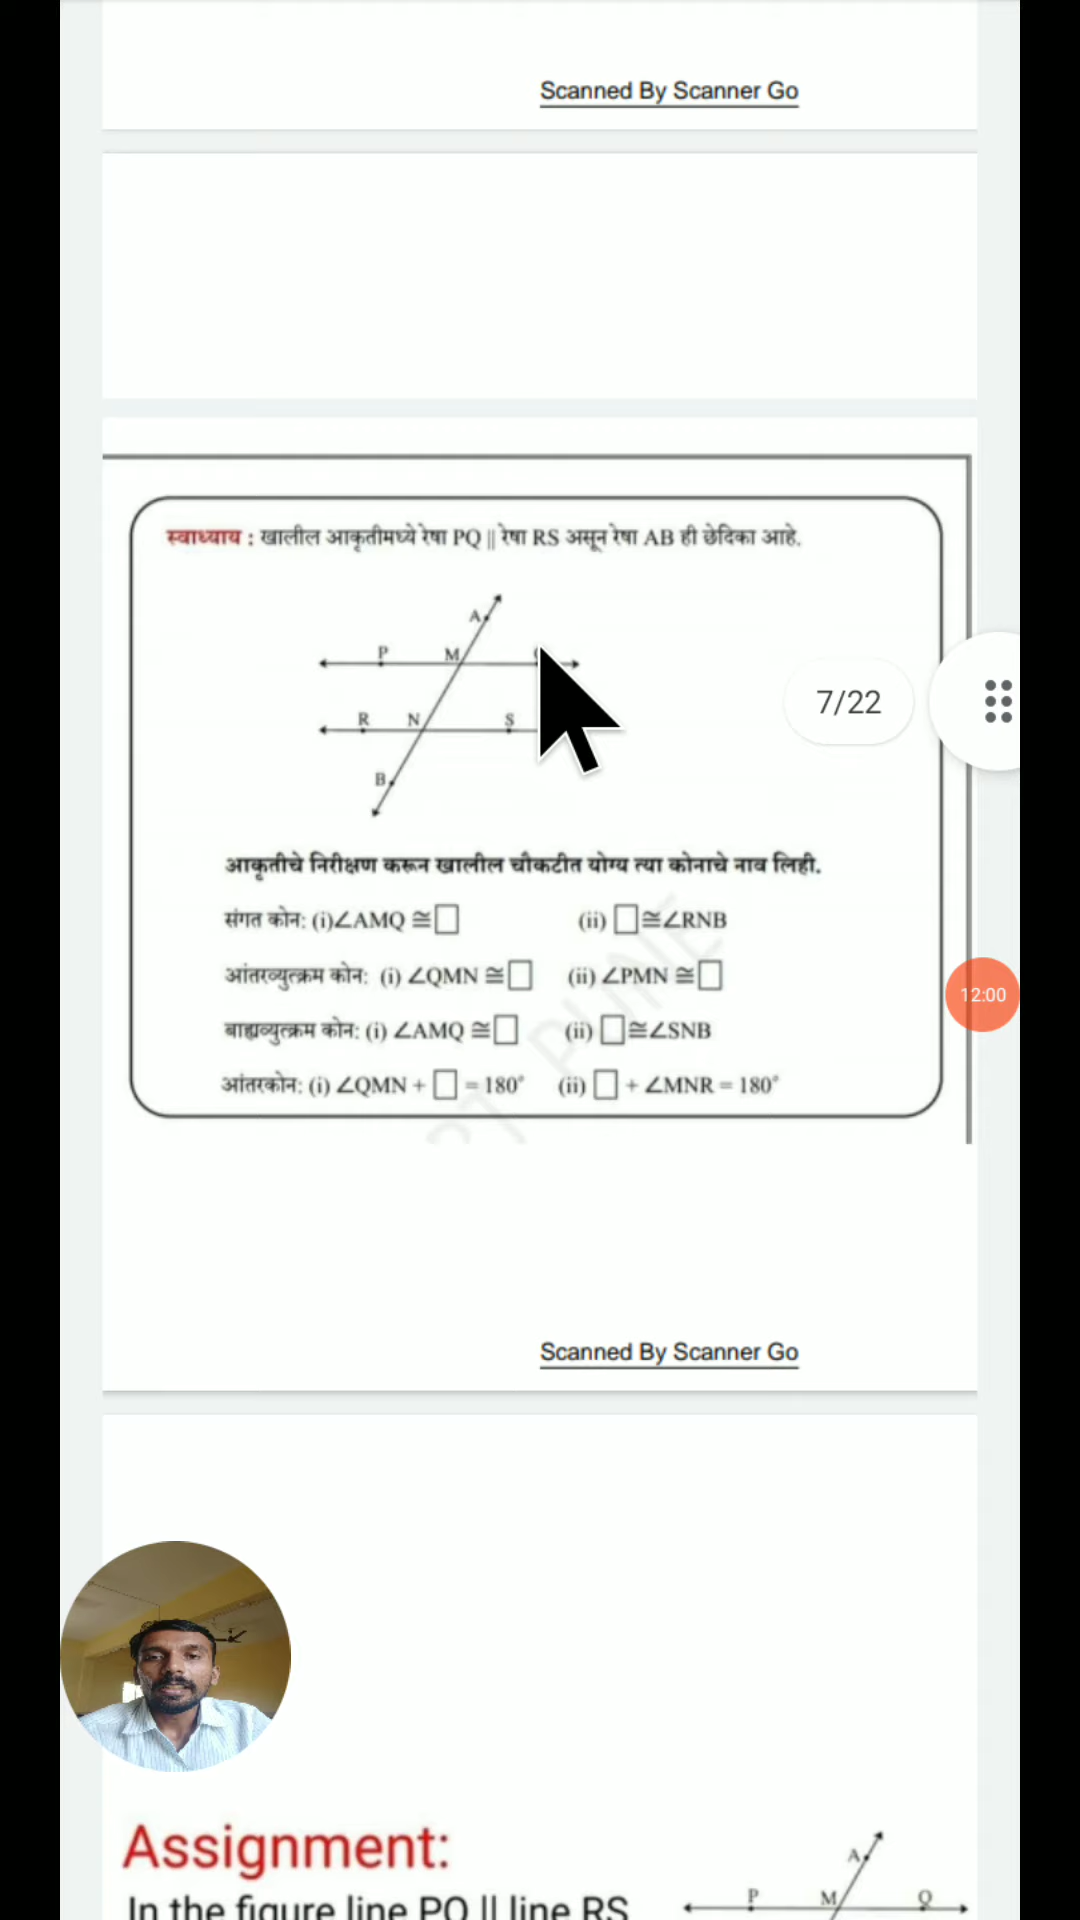 Scanned By Scanner Go
स्वाध्याय : खालील आकृतीमध्ये रेषा PQ || रेषा RS असून रेषा AB ही छेदिका आहे.
A
P M
R N S
B
7/22
12:00
आकृतीचे निरीक्षण करून खालील चौकटीत योग्य त्या कोनाचे नाव लिही.
संगत कोन: (i)∠AMQ ≅□ (ii) □≅∠RNB
आंतरव्युत्क्रम कोन: (i) ∠QMN ≅□ (ii) ∠PMN ≅□
बाह्यव्युत्क्रम कोन: (i) ∠AMQ ≅□ (ii) □≅∠SNB
आंतरकोन: (i) ∠QMN + □ = 180° (ii) □ + ∠MNR = 180°
PUNE
Scanned By Scanner Go
Assignment:
In the figure line PQ || line RS
A
P M Q